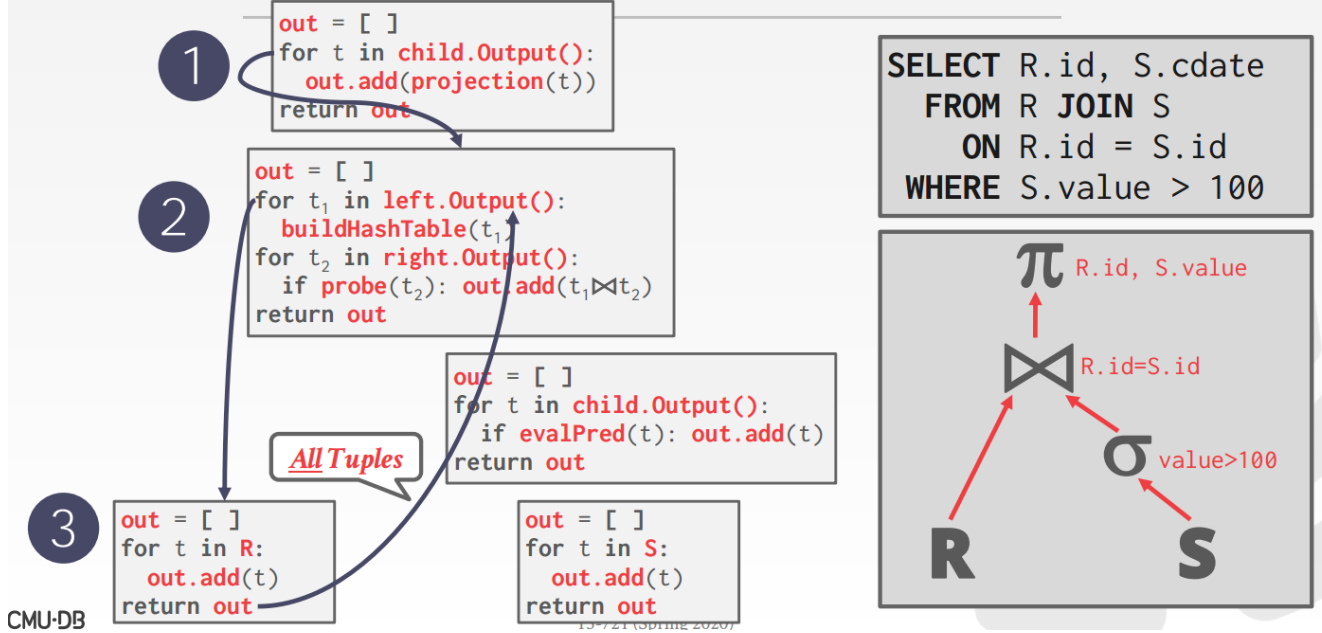 1
out = [ ]
for t in child.Output():
out.add(projection(t))
return out
2
out = [ ]
for t₁ in left.Output():
buildHashTable(t₁)
for t₂ in right.Output():
if probe(t₂): out.add(t₁⨝t₂)
return out
out = [ ]
for t in child.Output():
if evalPred(t): out.add(t)
return out
All Tuples
3
out = [ ]
for t in R:
out.add(t)
return out
out = [ ]
for t in S:
out.add(t)
return out
SELECT R.id, S.cdate
FROM R JOIN S
ON R.id = S.id
WHERE S.value > 100
π R.id, S.value
⨝ R.id=S.id
σ value>100
R S
CMU·DB
15-721 (Spring 2020)